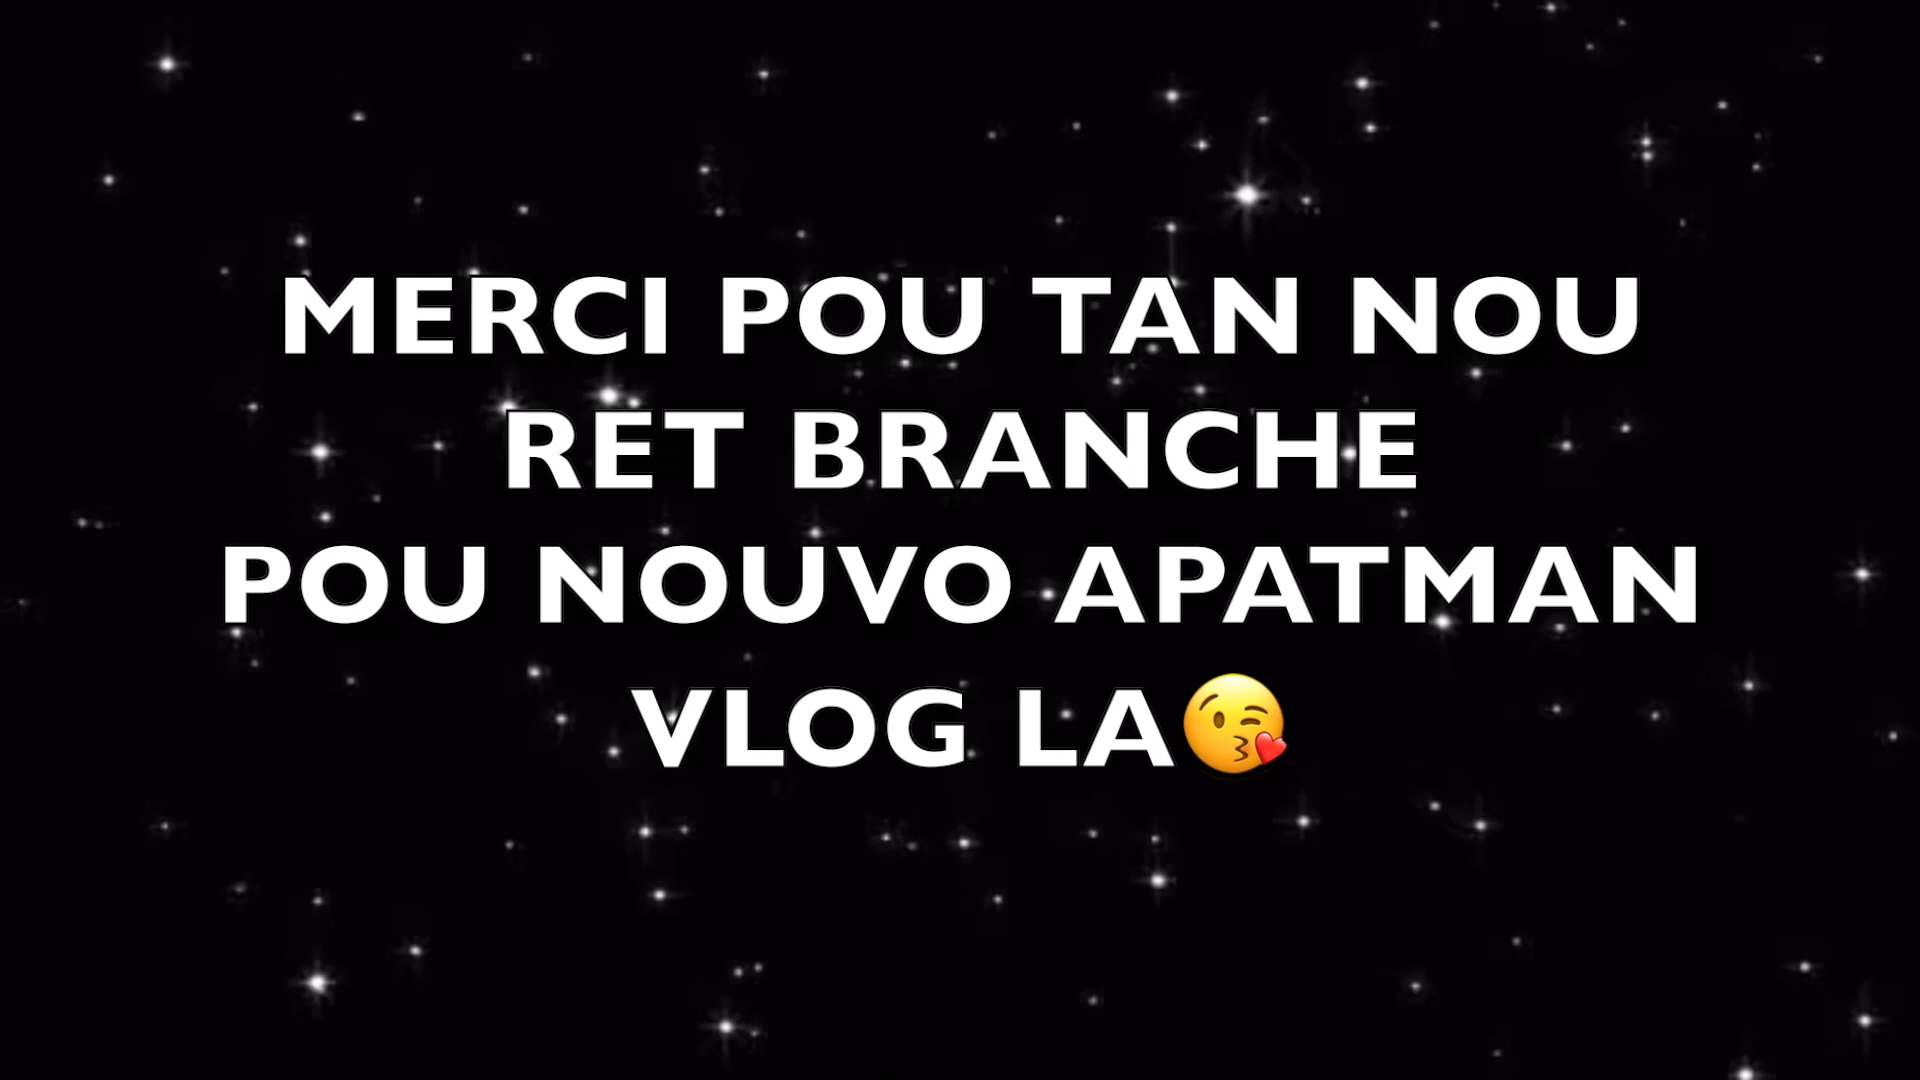 MERCI POU TAN NOU
RET BRANCHE
POU NOUVO APATMAN
VLOG LA😘